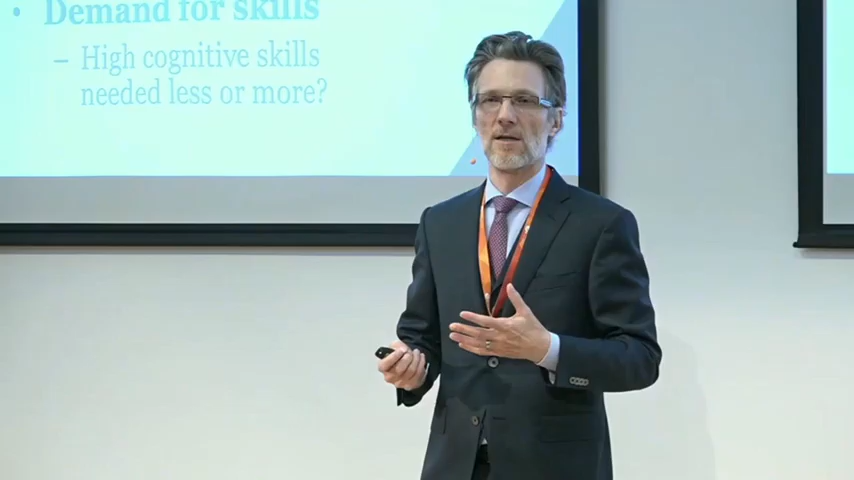 • Demand for skills
– High cognitive skills
needed less or more?